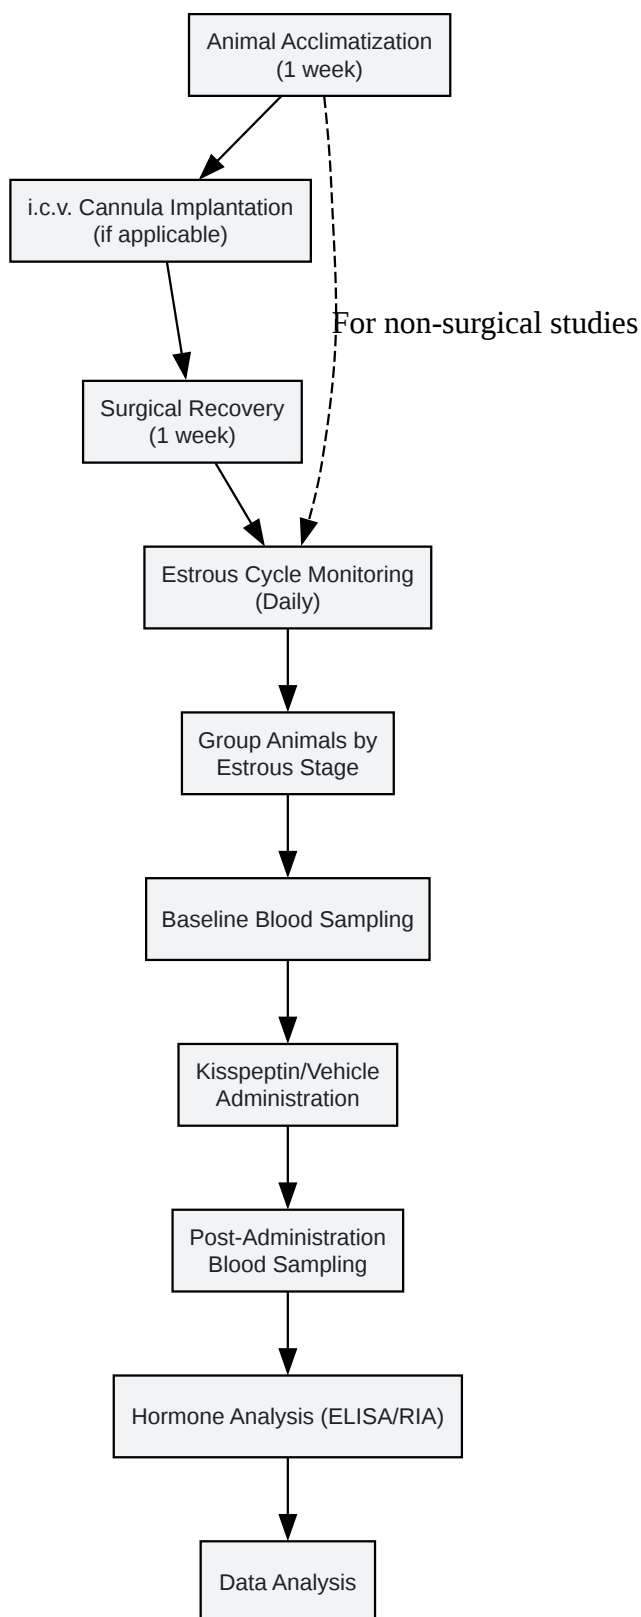 Animal Acclimatization
(1 week)
i.c.v. Cannula Implantation
(if applicable)
For non-surgical studies
Surgical Recovery
(1 week)
Estrous Cycle Monitoring
(Daily)
Group Animals by
Estrous Stage
Baseline Blood Sampling
Kisspeptin/Vehicle
Administration
Post-Administration
Blood Sampling
Hormone Analysis (ELISA/RIA)
Data Analysis